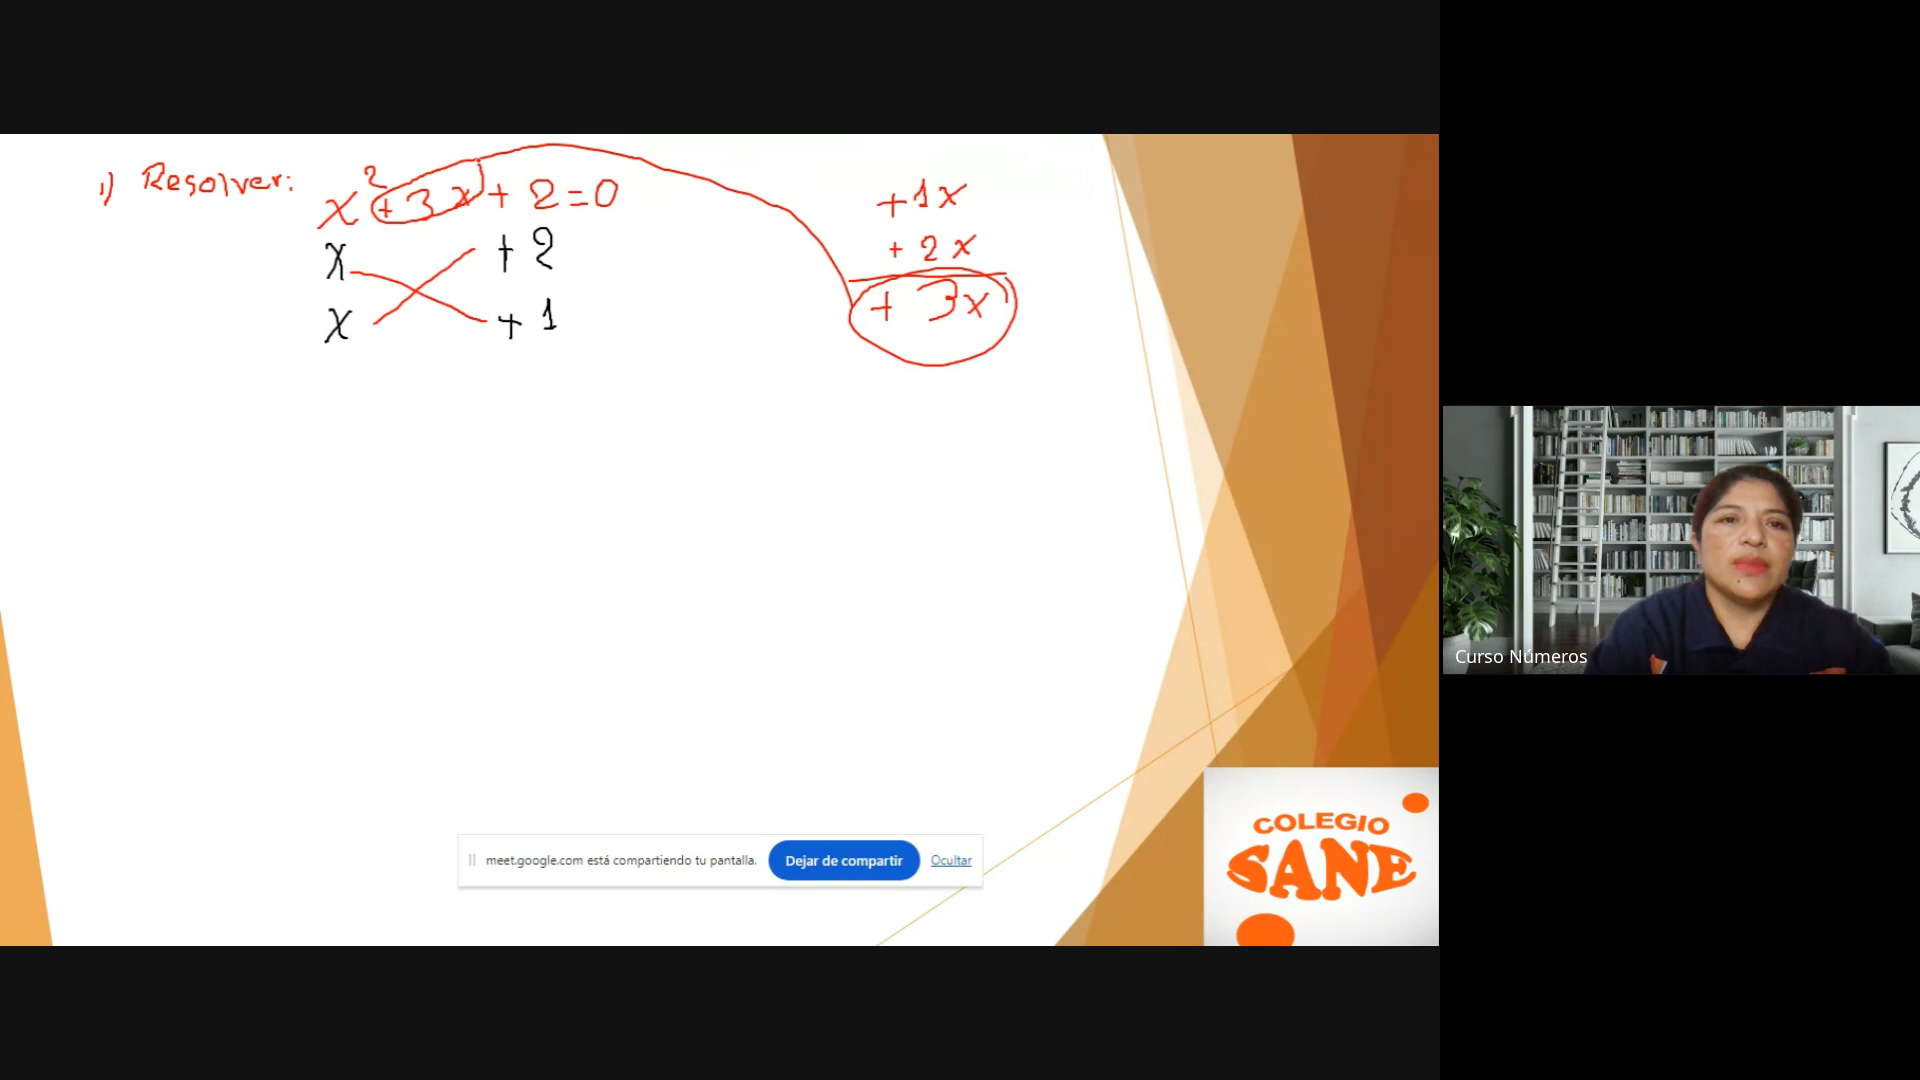 1) Resolver: x² + 3x + 2 = 0
x + 2
x + 1
+ 1x
+ 2x
+ 3x
meet.google.com está compartiendo tu pantalla. Dejar de compartir Ocultar
COLEGIO
SANE
Curso Números